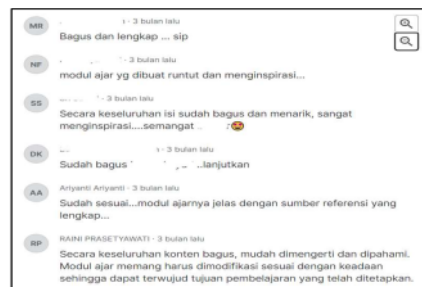 MR
- 3 bulan lalu
Bagus dan lengkap ... sip
NF
- 3 bulan lalu
modul ajar yg dibuat runtut dan menginspirasi...
SS
- 3 bulan lalu
Secara keseluruhan isi sudah bagus dan menarik, sangat
menginspirasi....semangat
DK
- 3 bulan lalu
Sudah bagus ...lanjutkan
AA
Ariyanti Ariyanti - 3 bulan lalu
Sudah sesuai...modul ajarnya jelas dengan sumber referensi yang
lengkap...
RP
RAINI PRASETYAWATI - 3 bulan lalu
Secara keseluruhan konten bagus, mudah dimengerti dan dipahami.
Modul ajar memang harus dimodifikasi sesuai dengan keadaan
sehingga dapat terwujud tujuan pembelajaran yang telah ditetapkan.